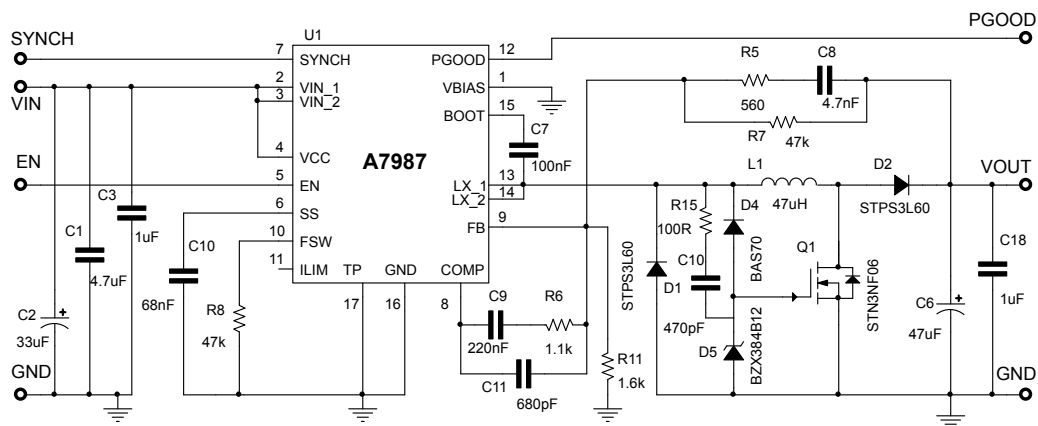 PGOOD
SYNCH
U1
7
SYNCH
PGOOD
12
R5
C8
VIN
2
VIN_1
3
VIN_2
VBIAS
1
560
4.7nF
BOOT
15
R7
47k
C7
100nF
4
VCC
A7987
L1
D2
VOUT
EN
5
EN
LX_1
13
LX_2
14
47uH
STPS3L60
C3
1uF
6
SS
FB
9
R15
100R
D4
BAS70
Q1
C18
1uF
C1
4.7uF
C10
68nF
10
FSW
11
ILIM
TP
GND
COMP
17
16
8
STPS3L60
D1
C10
470pF
STN3NF06
C2
33uF
R8
47k
C9
220nF
R6
1.1k
C6
47uF
D5
BZX384B12
R11
1.6k
C11
680pF
GND
GND